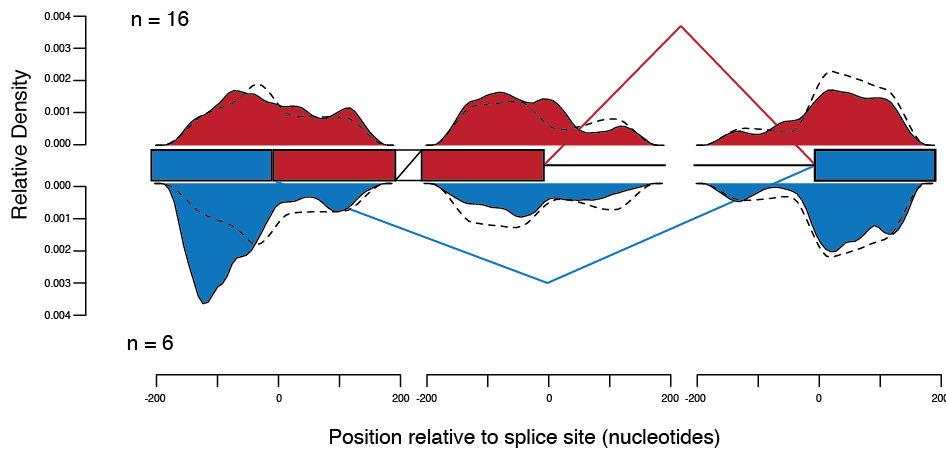 n = 16
0.004
0.003
0.002
0.001
0.000
0.000
0.001
0.002
0.003
0.004
Relative Density
n = 6
-200 0 200 -200 0 200 -200 0 200
Position relative to splice site (nucleotides)